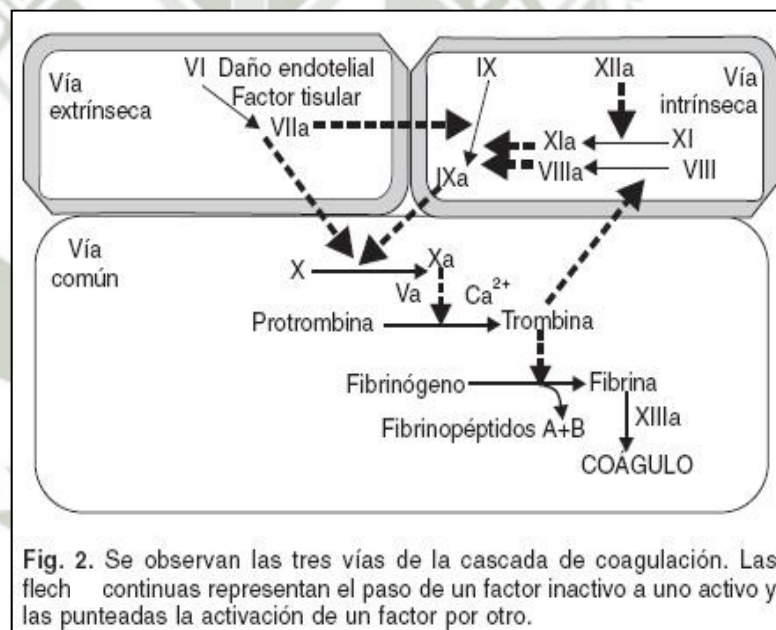 Vía extrínseca
VI Daño endotelial
Factor tisular
VIIa
IX
XIIa
Vía intrínseca
XIa
XI
VIIIa
VIII
IXa
Vía común
X
Xa
Va
Ca2+
Protrombina
Trombina
Fibrinógeno
Fibrina
Fibrinopéptidos A+B
XIIIa
COÁGULO
Fig. 2. Se observan las tres vías de la cascada de coagulación. Las
flech continuas representan el paso de un factor inactivo a uno activo y
las punteadas la activación de un factor por otro.